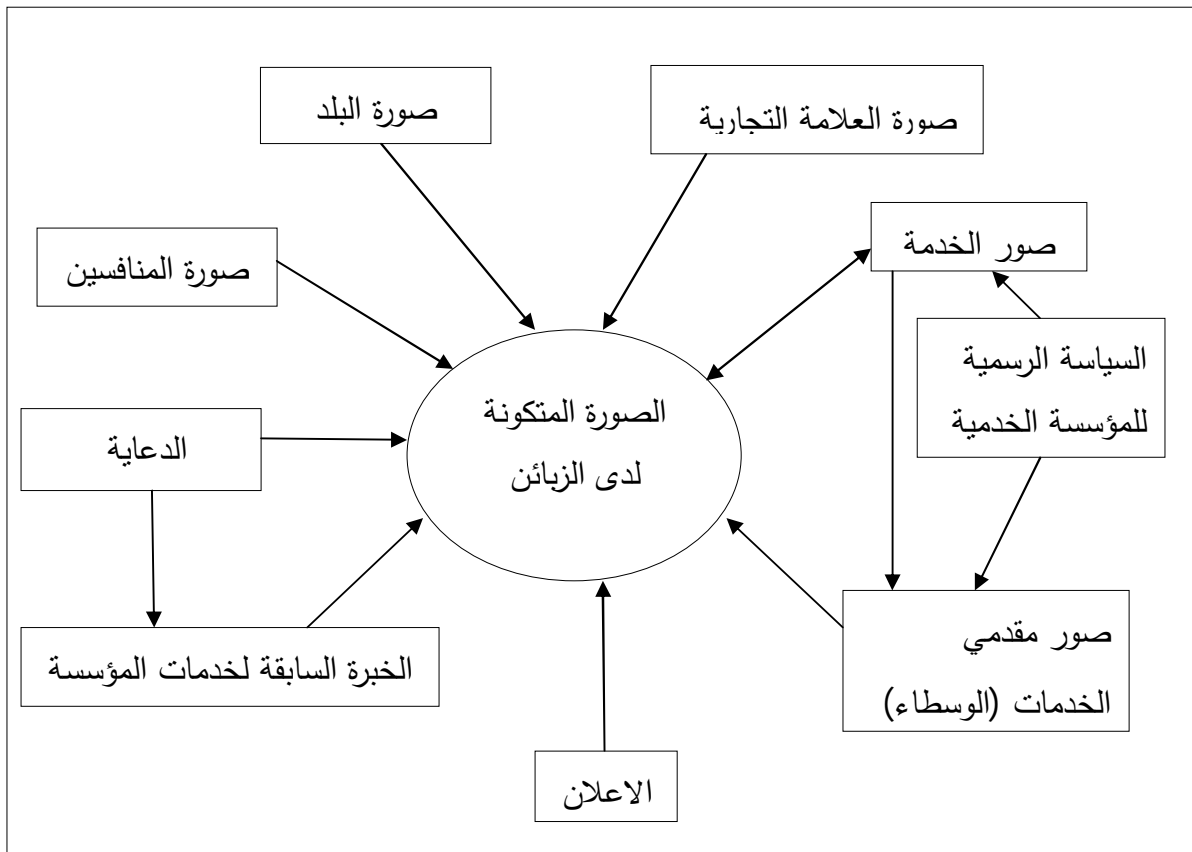 صورة العلامة التجارية
صورة البلد
صور الخدمة
صورة المنافسين
السياسة الرسمية
للمؤسسة الخدمية
الصورة المتكونة
لدى الزبائن
الدعاية
صور مقدمي
الخدمات (الوسطاء)
الخبرة السابقة لخدمات المؤسسة
الاعلان